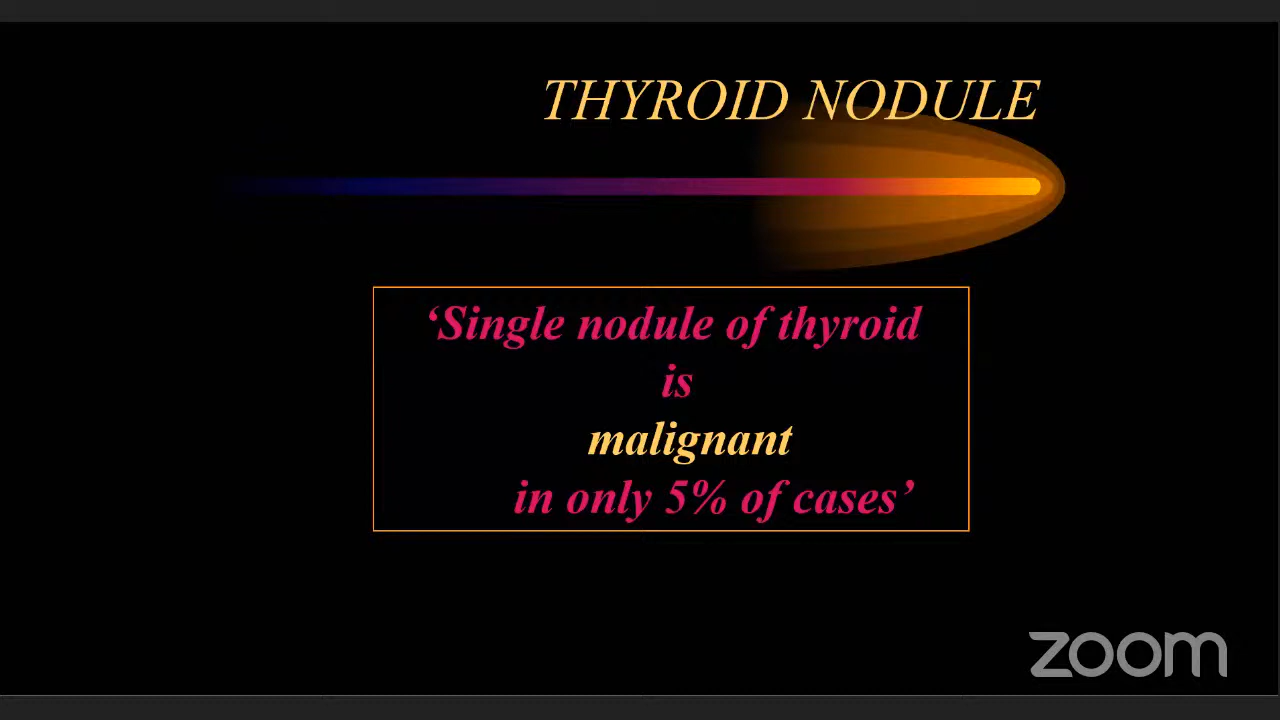 THYROID NODULE
‘Single nodule of thyroid
is
malignant
in only 5% of cases’
zoom